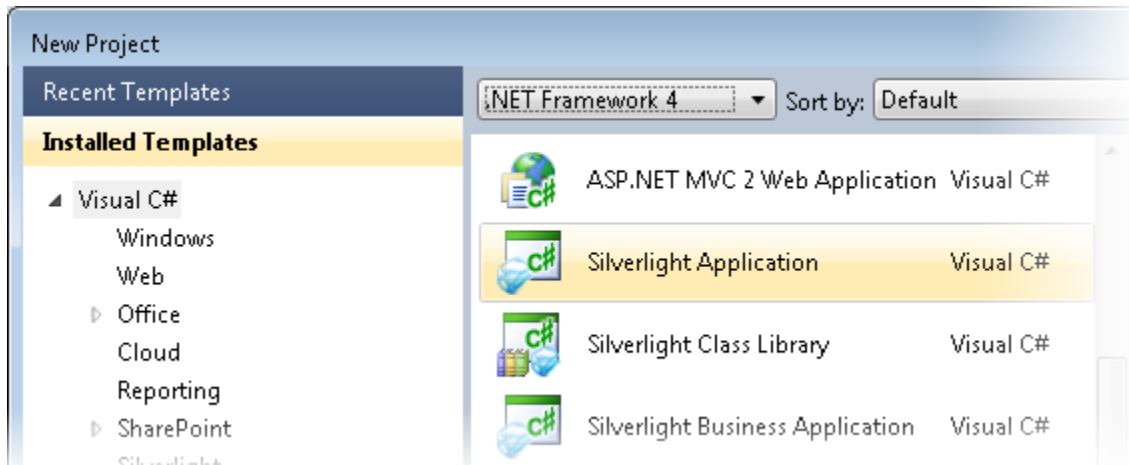 New Project
Recent Templates
Installed Templates
Visual C#
Windows
Web
Office
Cloud
Reporting
SharePoint
Silverlight
.NET Framework 4 Sort by: Default
ASP.NET MVC 2 Web Application Visual C#
Silverlight Application Visual C#
Silverlight Class Library Visual C#
Silverlight Business Application Visual C#